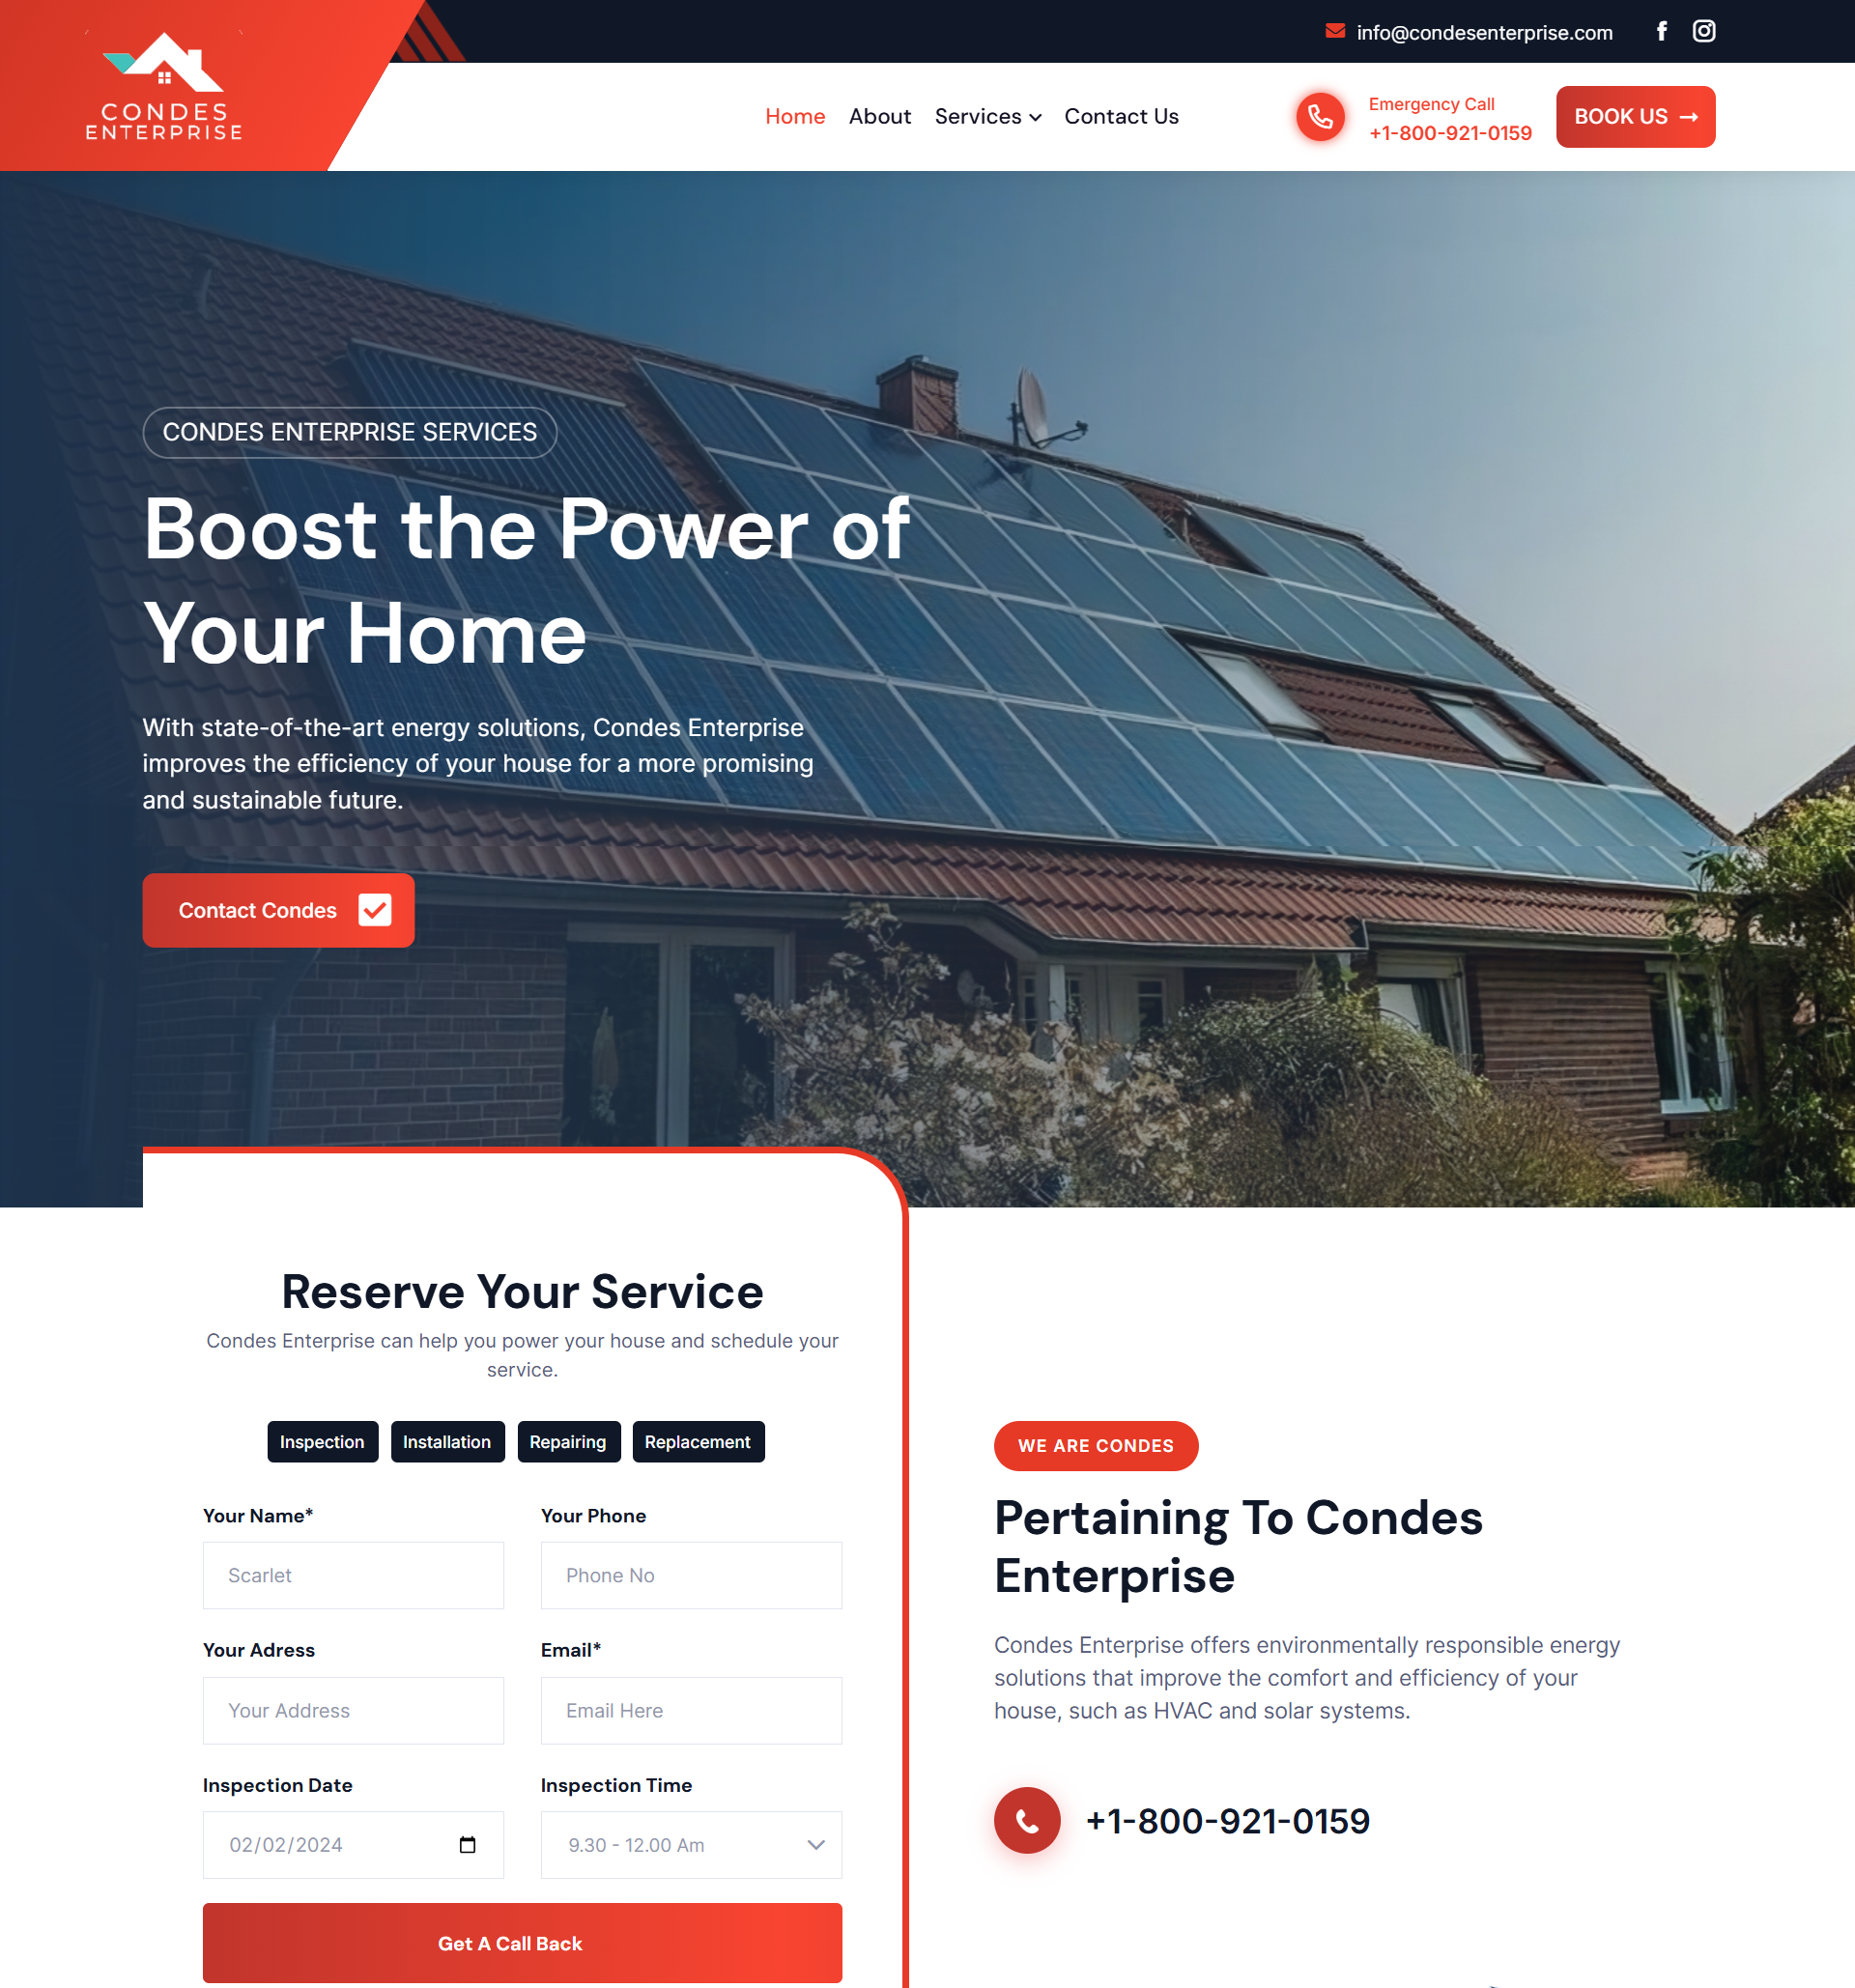 info@condesenterprise.com
CONDES
ENTERPRISE
Home About Services Contact Us
Emergency Call
+1-800-921-0159
BOOK US
CONDES ENTERPRISE SERVICES
Boost the Power of
Your Home
With state-of-the-art energy solutions, Condes Enterprise
improves the efficiency of your house for a more promising
and sustainable future.
Contact Condes
Reserve Your Service
Condes Enterprise can help you power your house and schedule your
service.
Inspection Installation Repairing Replacement
Your Name* Your Phone
Scarlet Phone No
Your Adress Email*
Your Address Email Here
Inspection Date Inspection Time
02/02/2024 9.30 - 12.00 Am
Get A Call Back
WE ARE CONDES
Pertaining To Condes
Enterprise
Condes Enterprise offers environmentally responsible energy
solutions that improve the comfort and efficiency of your
house, such as HVAC and solar systems.
+1-800-921-0159